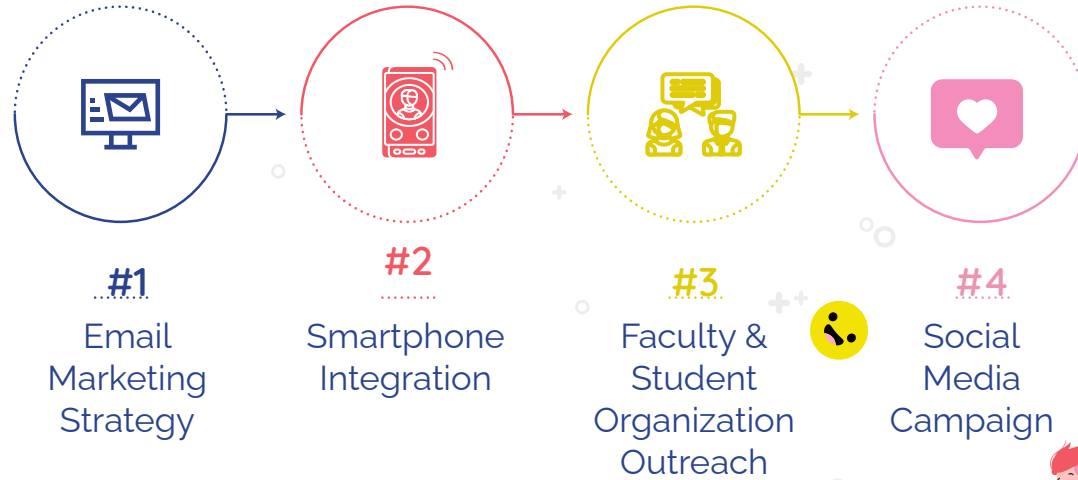 #1
Email
Marketing
Strategy
#2
Smartphone
Integration
#3
Faculty &
Student
Organization
Outreach
#4
Social
Media
Campaign